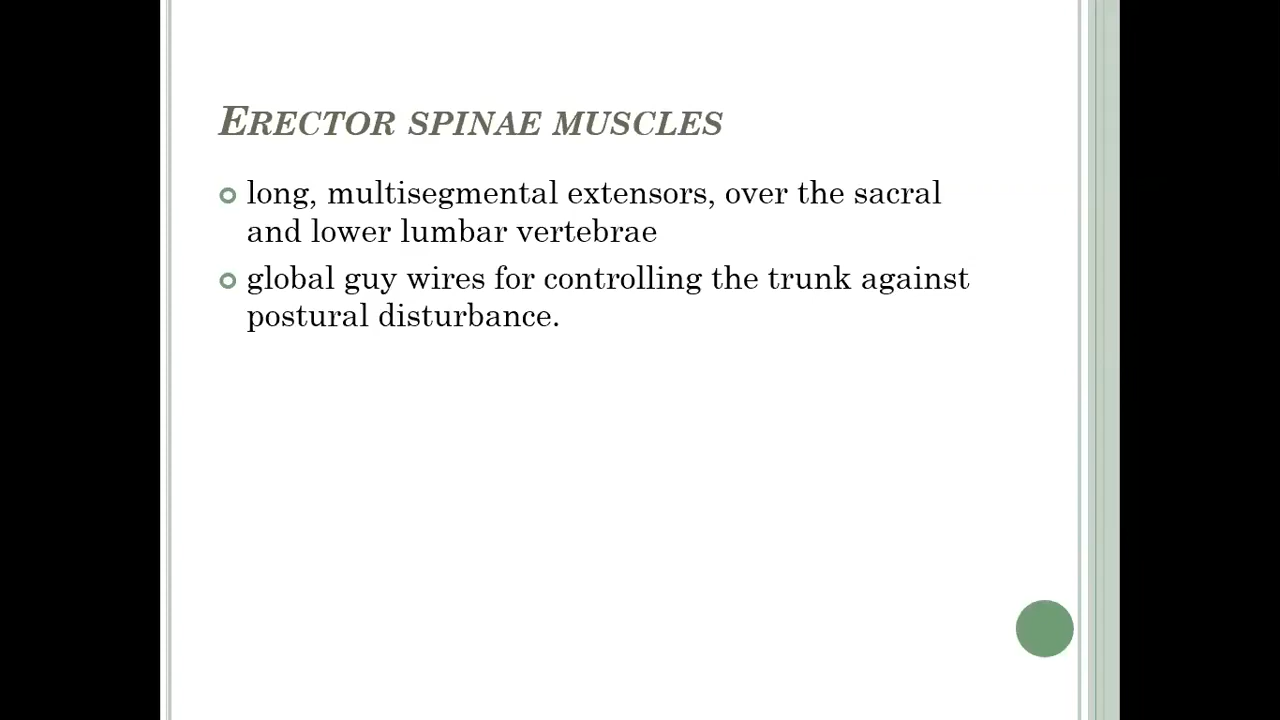 ERECTOR SPINAE MUSCLES
long, multisegmental extensors, over the sacral
and lower lumbar vertebrae
global guy wires for controlling the trunk against
postural disturbance.